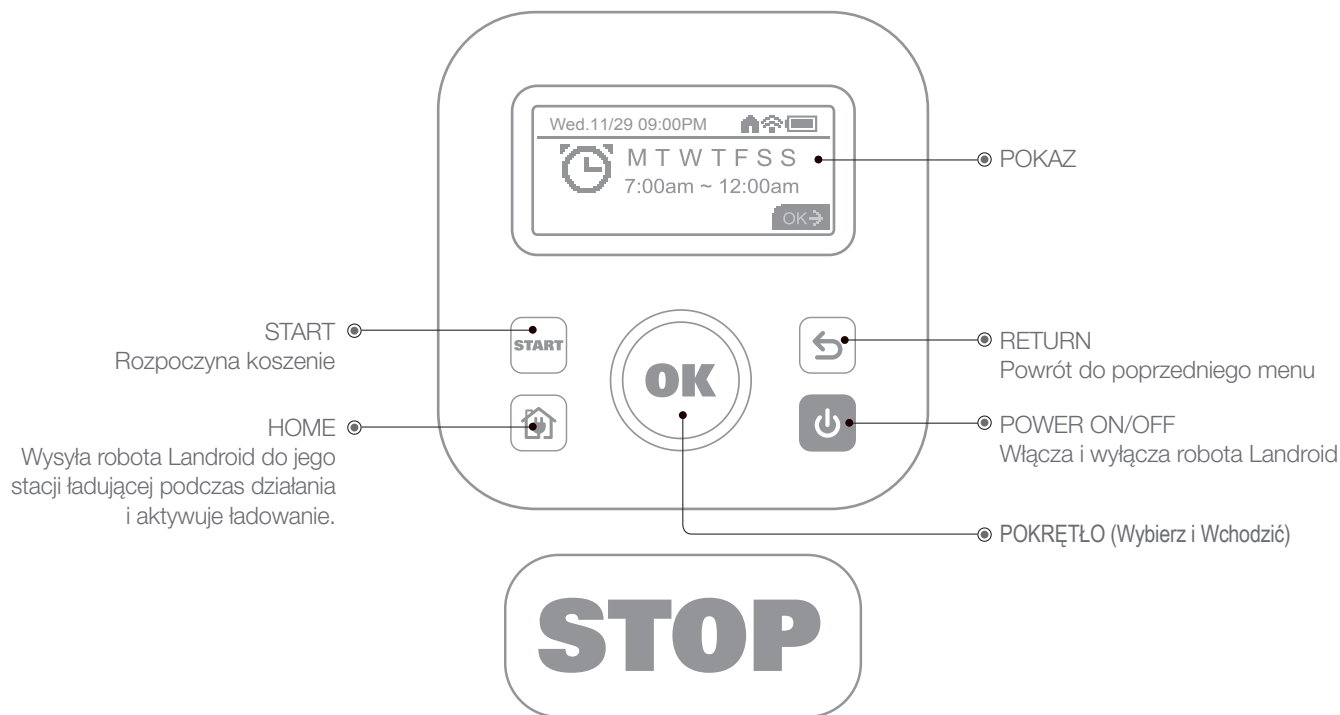 Wed.11/29 09:00PM
M T W T F S S
7:00am ~ 12:00am
OK
POKAZ
START
Rozpoczyna koszenie
START
HOME
Wysyła robota Landroid do jego
stacji ładującej podczas działania
i aktywuje ładowanie.
OK
RETURN
Powrót do poprzedniego menu
POWER ON/OFF
Włącza i wyłącza robota Landroid
POKRĘTŁO (Wybierz i Wchodzić)
STOP